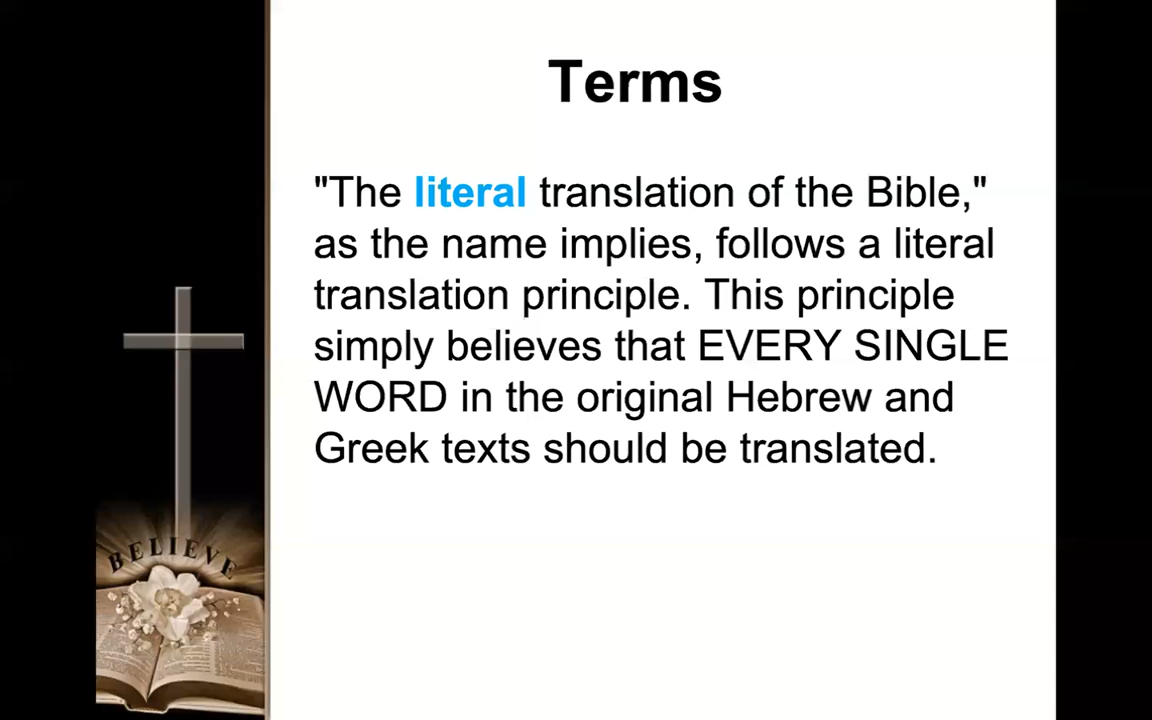 Terms
"The literal translation of the Bible,"
as the name implies, follows a literal
translation principle. This principle
simply believes that EVERY SINGLE
WORD in the original Hebrew and
Greek texts should be translated.
BELIEVE